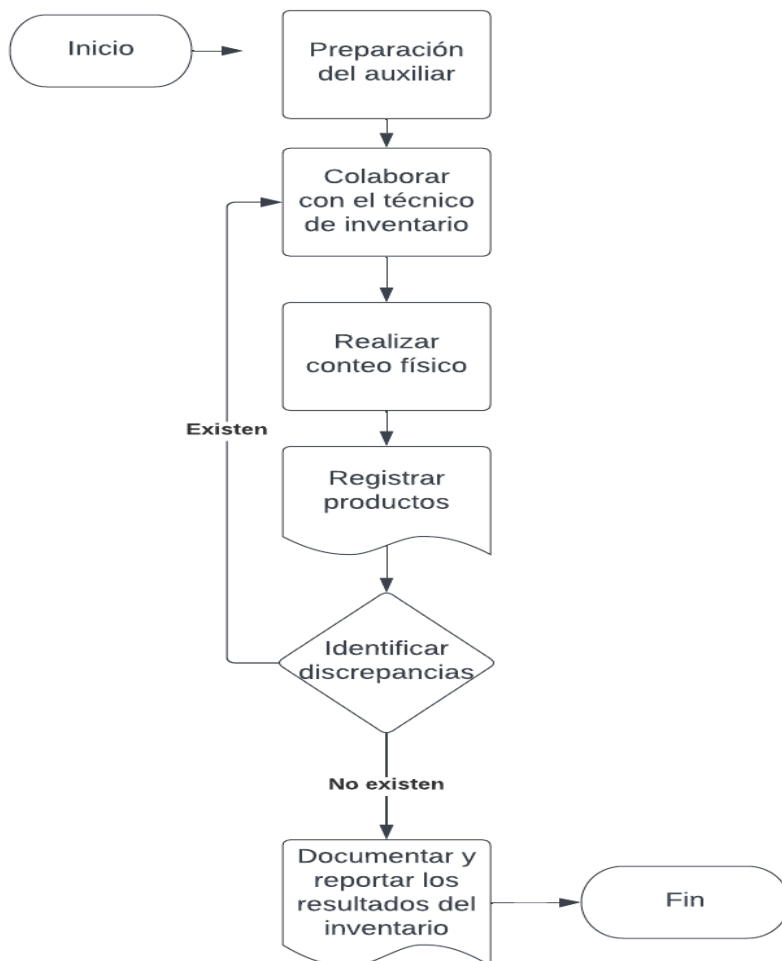 Inicio
Preparación
del auxiliar
Colaborar
con el técnico
de inventario
Realizar
conteo físico
Existen
Registrar
productos
Identificar
discrepancias
No existen
Documentar y
reportar los
resultados del
inventario
Fin